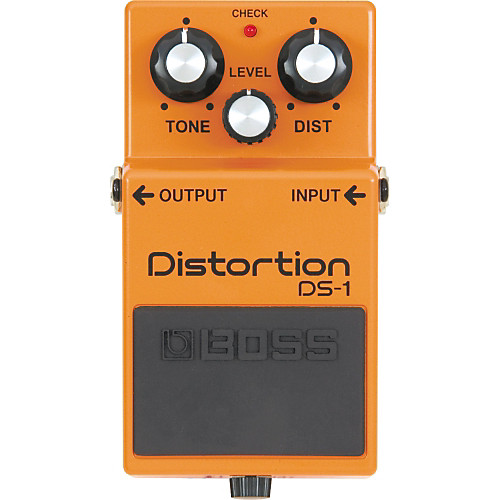 CHECK
LEVEL
TONE DIST
← OUTPUT INPUT ←
Distortion
DS-1
BOSS